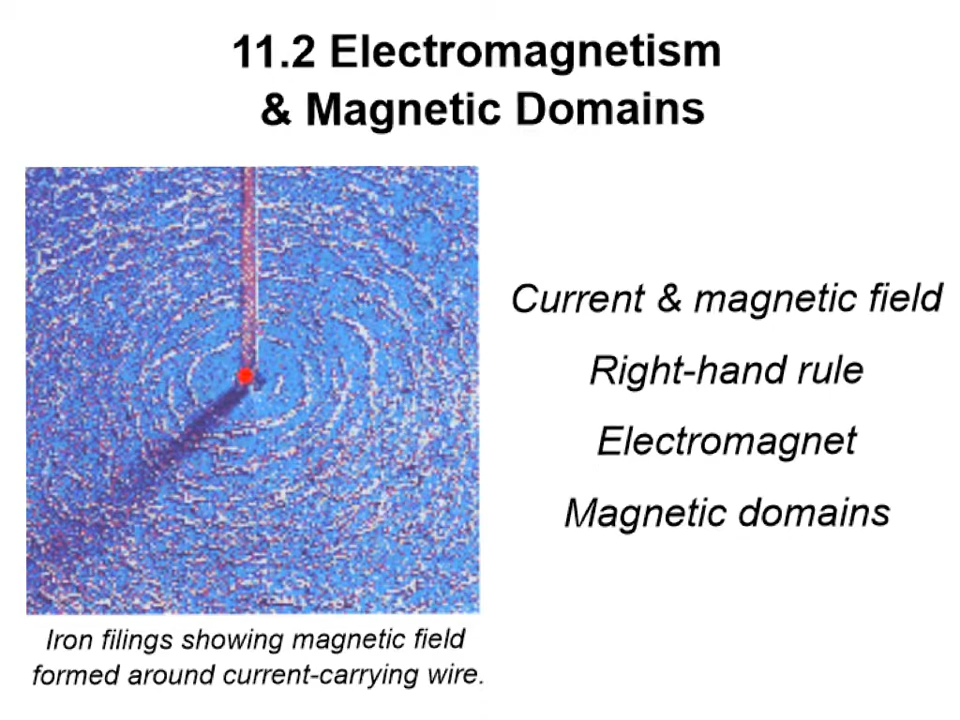 11.2 Electromagnetism
& Magnetic Domains
Current & magnetic field
Right-hand rule
Electromagnet
Magnetic domains
Iron filings showing magnetic field
formed around current-carrying wire.